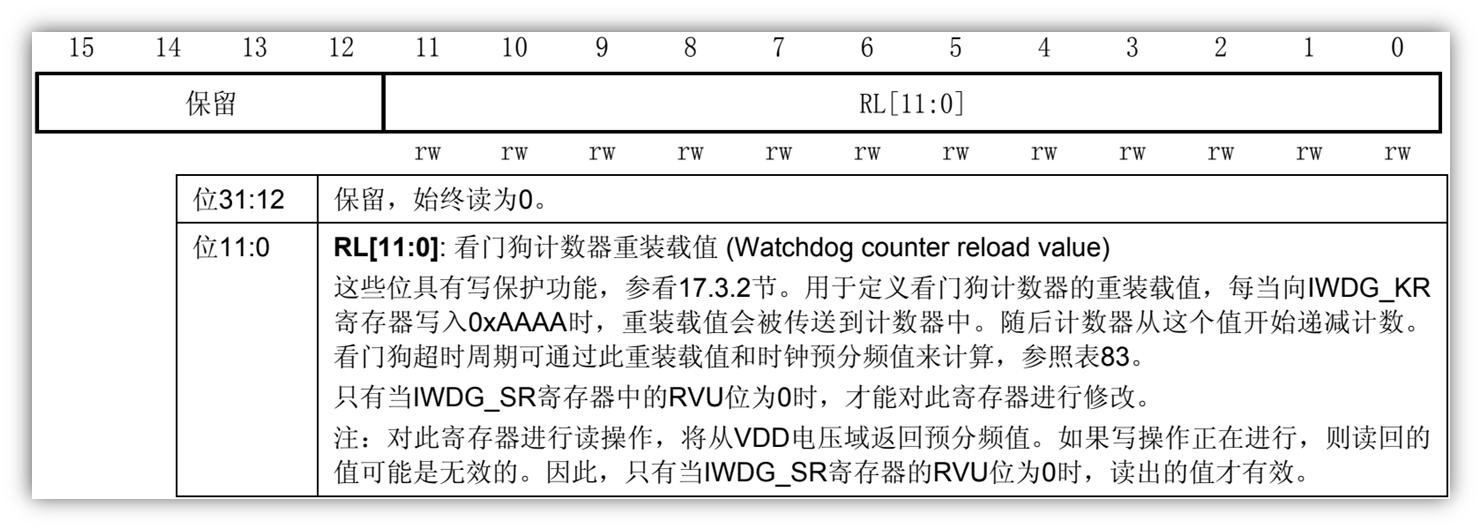 15 14 13 12 11 10 9 8 7 6 5 4 3 2 1 0
保留 RL[11:0]
rw rw rw rw rw rw rw rw rw rw rw rw
位31:12 保留，始终读为0。
位11:0 RL[11:0]: 看门狗计数器重装载值 (Watchdog counter reload value)
这些位具有写保护功能，参看17.3.2节。用于定义看门狗计数器的重装载值，每当向IWDG_KR
寄存器写入0xAAAA时，重装载值会被传送到计数器中。随后计数器从这个值开始递减计数。
看门狗超时周期可通过此重装载值和时钟预分频值来计算，参照表83。
只有当IWDG_SR寄存器中的RVU位为0时，才能对此寄存器进行修改。
注：对此寄存器进行读操作，将从VDD电压域返回预分频值。如果写操作正在进行，则读回的
值可能是无效的。因此，只有当IWDG_SR寄存器的RVU位为0时，读出的值才有效。